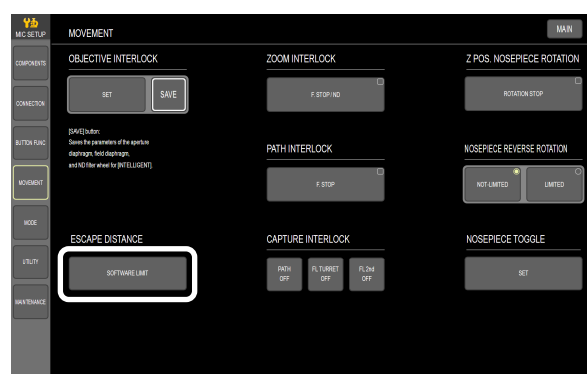 MIC SETUP
MOVEMENT
MAIN
COMPONENTS
CONNECTION
BUTTON FUNC
MOVEMENT
MODE
UTILITY
MAINTENANCE
OBJECTIVE INTERLOCK
SET
SAVE
[SAVE] button:
Saves the parameters of the aperture
diaphragm, field diaphragm,
and ND filter wheel for [INTELLIGENT].
ESCAPE DISTANCE
SOFTWARE LIMIT
ZOOM INTERLOCK
F. STOP / ND
PATH INTERLOCK
F. STOP
CAPTURE INTERLOCK
PATH
OFF
FL TURRET
OFF
FL 2nd
OFF
Z POS. NOSEPIECE ROTATION
ROTATION STOP
NOSEPIECE REVERSE ROTATION
NOT-LIMITED
LIMITED
NOSEPIECE TOGGLE
SET